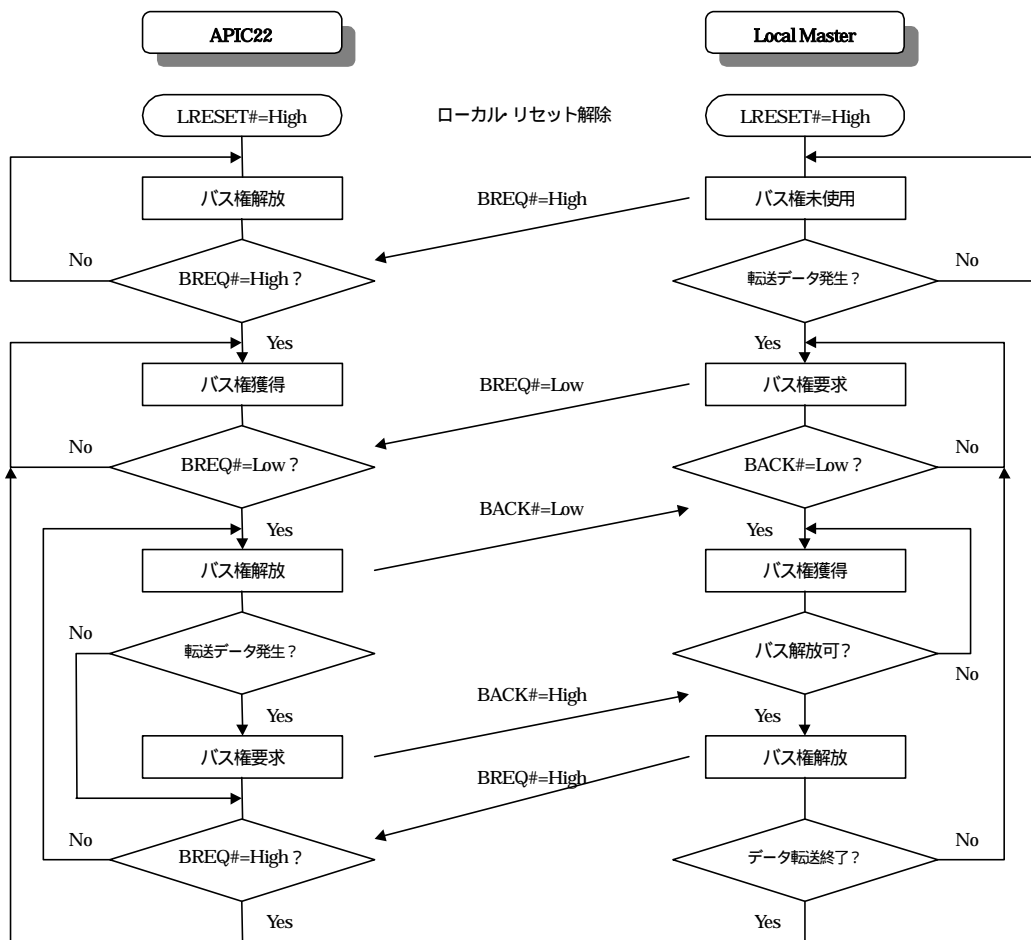 APIC22
Local Master
LRESET#=High
ローカル・リセット解除
LRESET#=High
バス権解放
BREQ#=High
バス権未使用
No
BREQ#=High?
転送データ発生?
No
Yes
Yes
バス権獲得
BREQ#=Low
バス権要求
No
BREQ#=Low?
BACK#=Low?
No
Yes
BACK#=Low
Yes
バス権解放
バス権獲得
No
転送データ発生?
バス解放可?
No
Yes
BACK#=High
Yes
バス権要求
BREQ#=High
バス権解放
No
BREQ#=High?
データ転送終了?
No
Yes
Yes